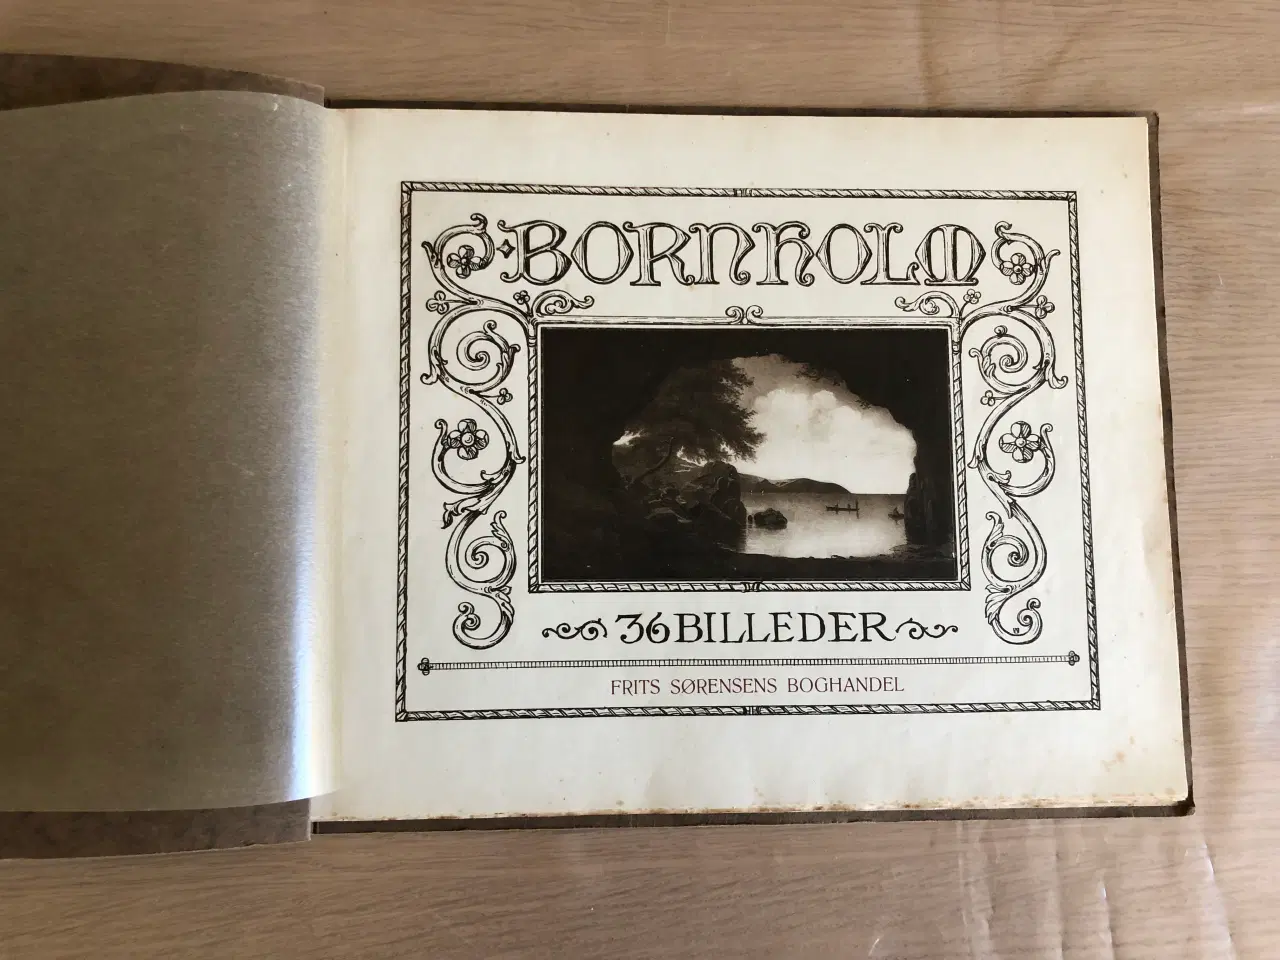 BORNHOLM
36 BILLEDER
FRITS SØRENSENS BOGHANDEL